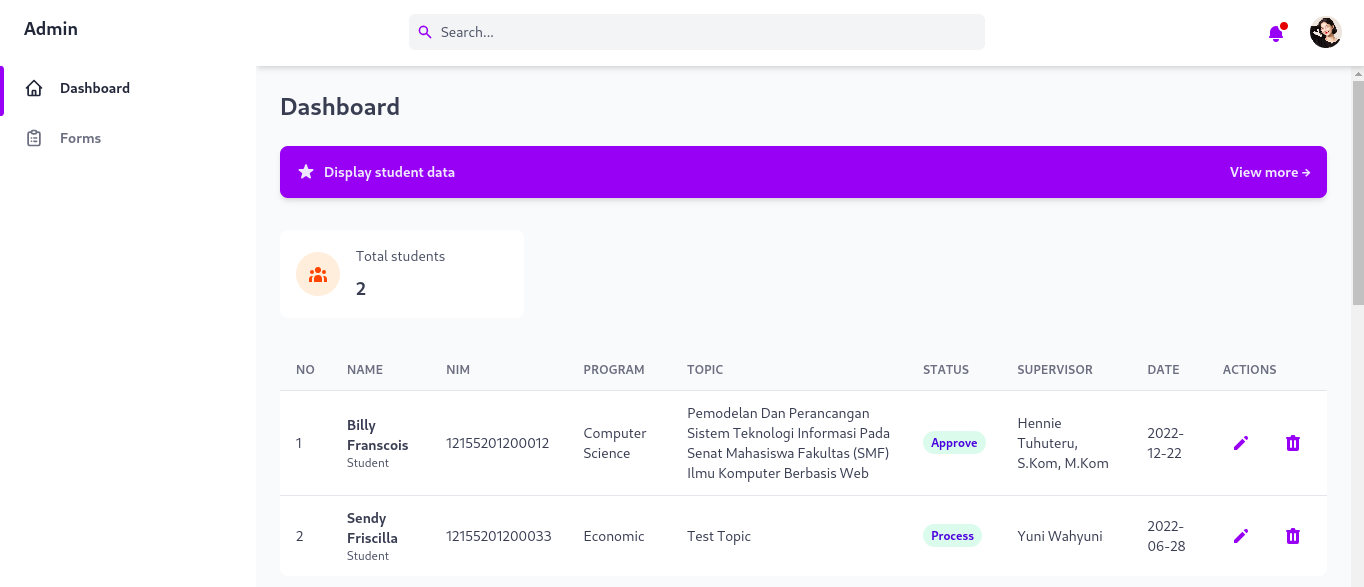 Admin
Search...
Dashboard
Forms
Dashboard
Display student data
View more →
Total students
2
NO NAME NIM PROGRAM TOPIC STATUS SUPERVISOR DATE ACTIONS
1
Billy
Franscois
Student
12155201200012
Computer
Science
Pemodelan Dan Perancangan
Sistem Teknologi Informasi Pada
Senat Mahasiswa Fakultas (SMF)
Ilmu Komputer Berbasis Web
Approve
Hennie
Tuhuteru,
S.Kom, M.Kom
2022-
12-22
2
Sendy
Friscilla
Student
12155201200033
Economic
Test Topic
Process
Yuni Wahyuni
2022-
06-28